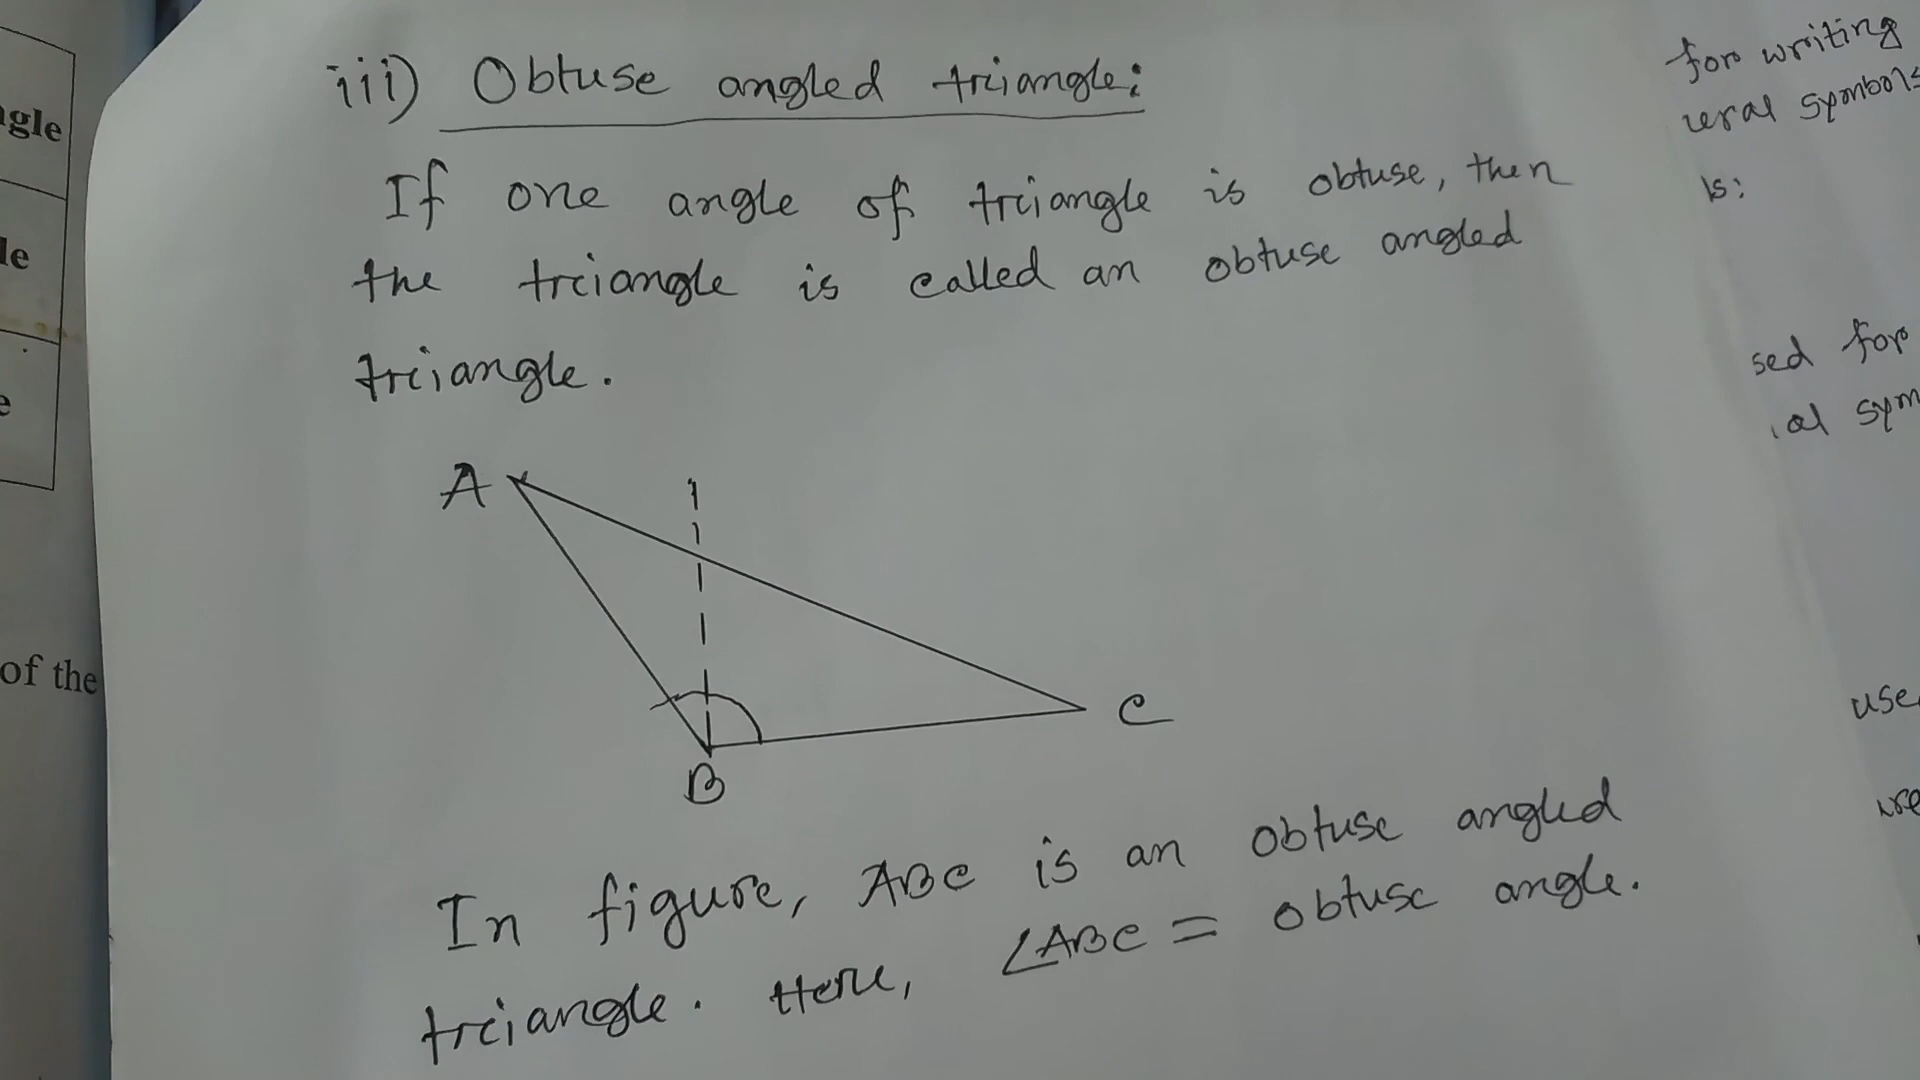 iii) Obtuse angled triangle:
If one angle of triangle is obtuse, then
the triangle is called an obtuse angled
triangle.
A
C
B
In figure, ABC is an obtuse angled
triangle. Here, ∠ABC = obtuse angle.
for writing
symbols
is:
sed for
sym
of the
gle
le
e
use